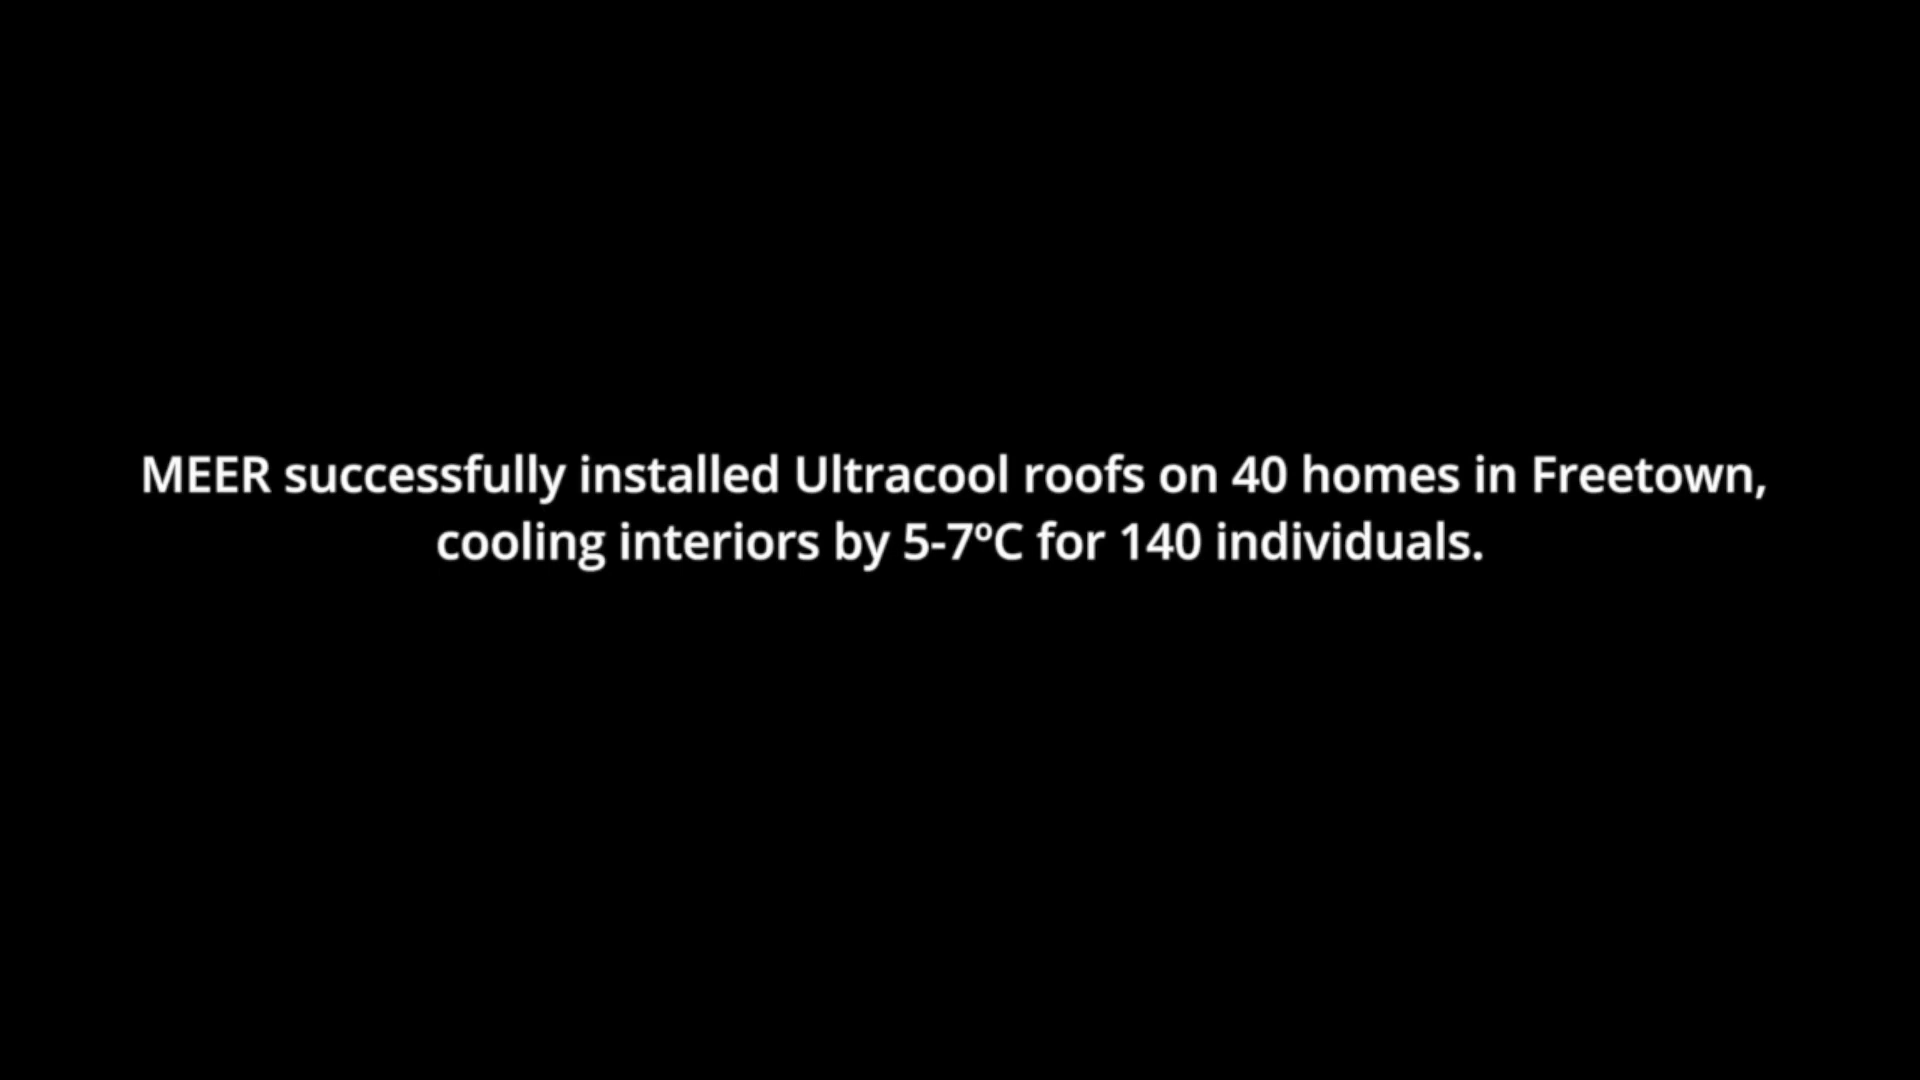 MEER successfully installed Ultracool roofs on 40 homes in Freetown,
cooling interiors by 5-7ºC for 140 individuals.